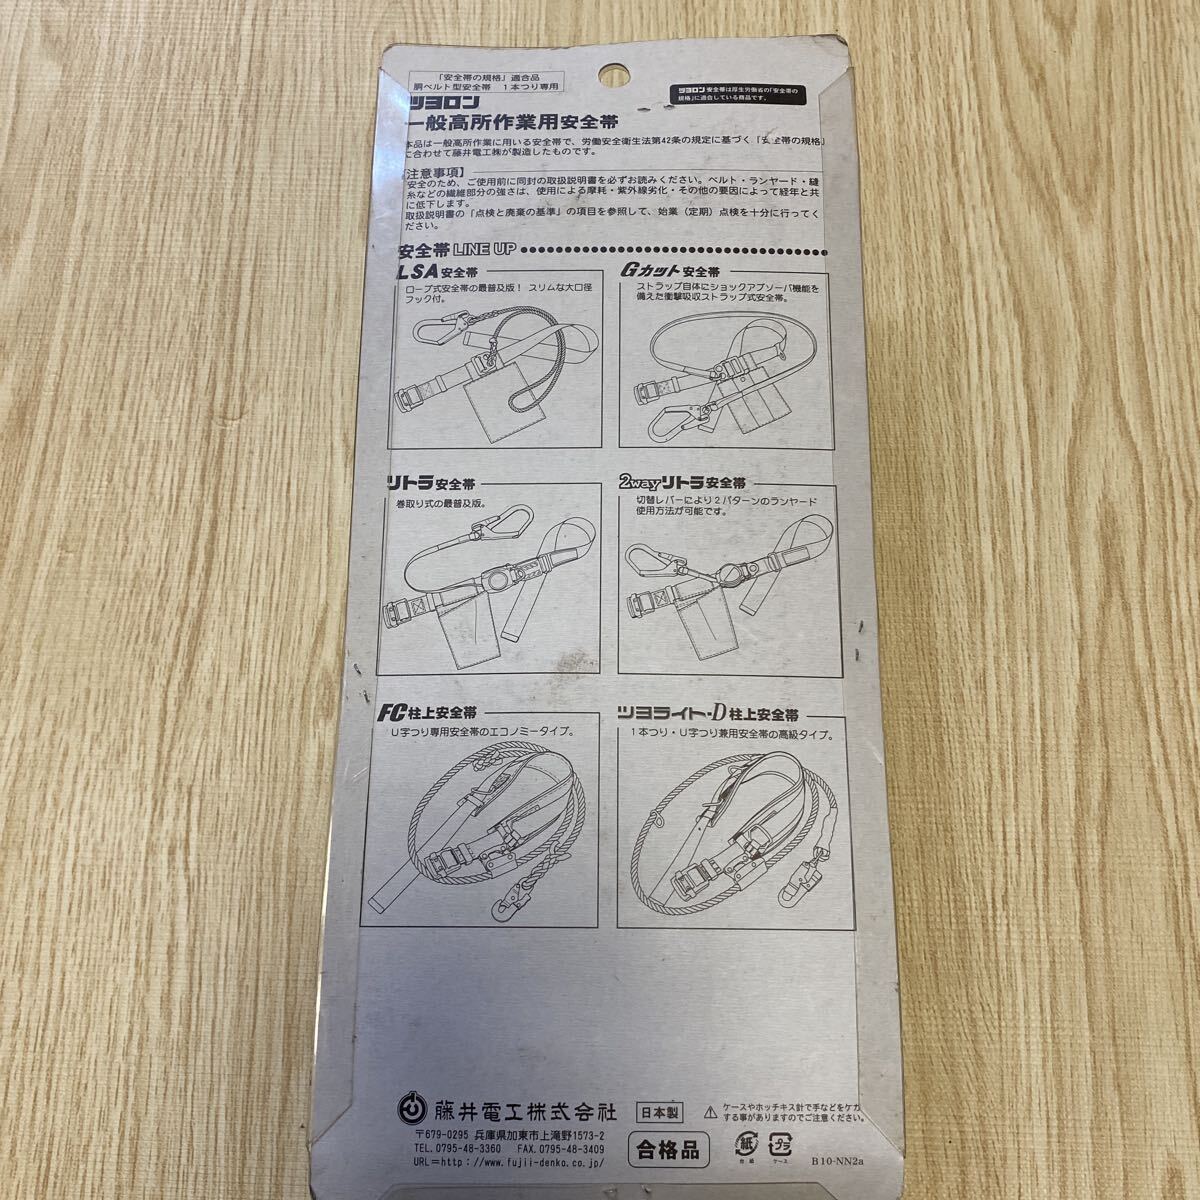 「安全帯の規格」適合品
胴ベルト型安全帯　1本つり専用
ツヨロン 安全帯は厚生労働省の「安全帯の
規格」に適合している商品です。
ツヨロン
一般高所作業用安全帯
本品は一般高所作業に用いる安全帯で、労働安全衛生法第42条の規定に基づく「安全帯の規格」
に合わせて藤井電工㈱が製造したものです。
【注意事項】
安全のため、ご使用前に同封の取扱説明書を必ずお読みください。ベルト・ランヤード・縫
糸などの繊維部分の強さは、使用による摩耗・紫外線劣化・その他の要因によって経年と共
に低下します。
取扱説明書の「点検と廃棄の基準」の項目を参照して、始業（定期）点検を十分に行ってく
ださい。
安全帯 LINE UP
LSA 安全帯
ロープ式安全帯の最普及版！ スリムな大口径
フック付。
Gカット 安全帯
ストラップ自体にショックアブソーバ機能を
備えた衝撃吸収ストラップ式安全帯。
リトラ 安全帯
巻取り式の最普及版。
2wayリトラ 安全帯
切替レバーにより２パターンのランヤード
使用方法が可能です。
FC 柱上安全帯
Ｕ字つり専用安全帯のエコノミータイプ。
ツヨライト-D 柱上安全帯
１本つり・Ｕ字つり兼用安全帯の高級タイプ。
藤井電工株式会社
日本製
⚠ ケースやホッチキス針で手などをケガ
する事がありますのでご注意ください。
〒679-0295 兵庫県加東市上滝野1573-2
TEL.0795-48-3360　FAX.0795-48-3409
URL=http://www.fujii-denko.co.jp/
合格品
紙
台紙
プラ
ケース
B10-NN2a